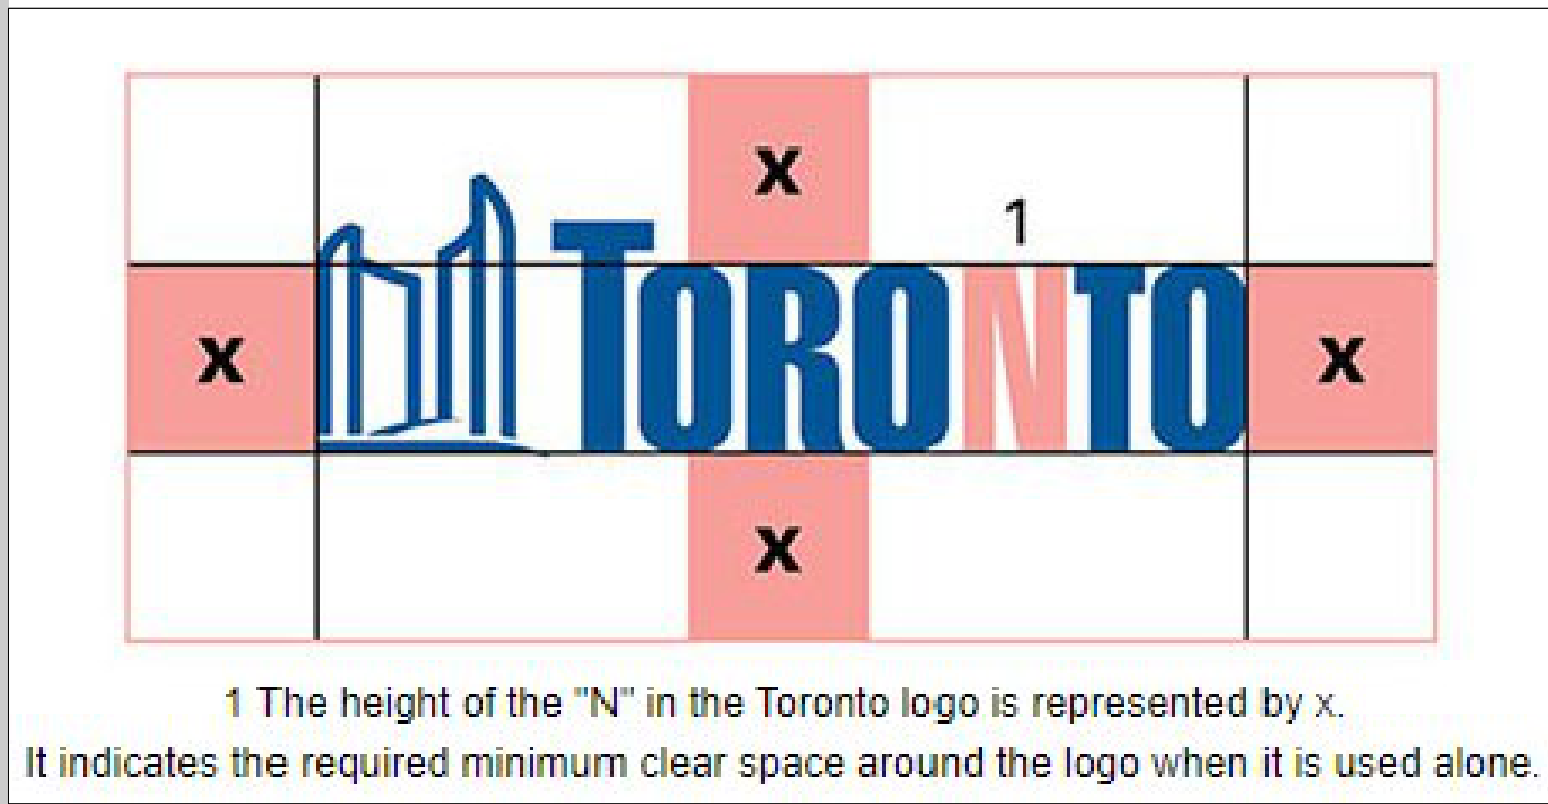 x
1
x
TORONTO
x
x
1 The height of the "N" in the Toronto logo is represented by x.
It indicates the required minimum clear space around the logo when it is used alone.